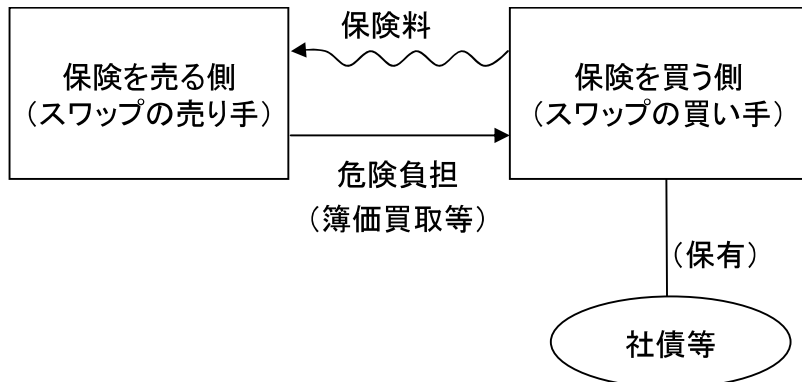 保険料
保険を売る側
（スワップの売り手）
保険を買う側
（スワップの買い手）
危険負担
（簿価買取等）
（保有）
社債等